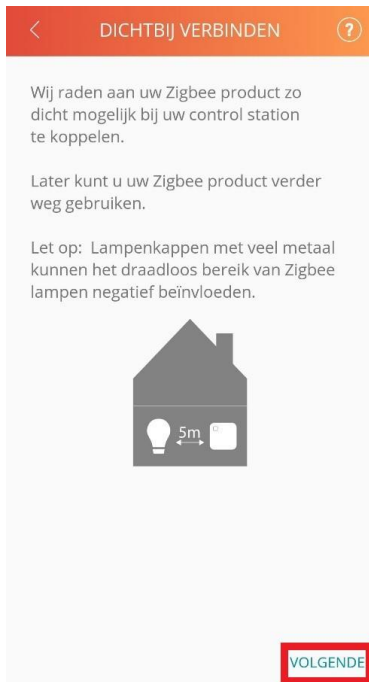 DICHTBIJ VERBINDEN ?
Wij raden aan uw Zigbee product zo
dicht mogelijk bij uw control station
te koppelen.
Later kunt u uw Zigbee product verder
weg gebruiken.
Let op: Lampenkappen met veel metaal
kunnen het draadloos bereik van Zigbee
lampen negatief beïnvloeden.
5m
VOLGENDE